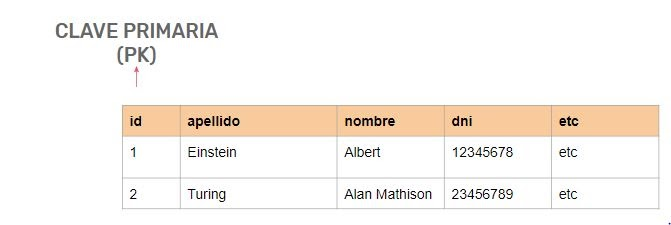 CLAVE PRIMARIA
(PK)
id apellido nombre dni etc
1 Einstein Albert 12345678 etc
2 Turing Alan Mathison 23456789 etc